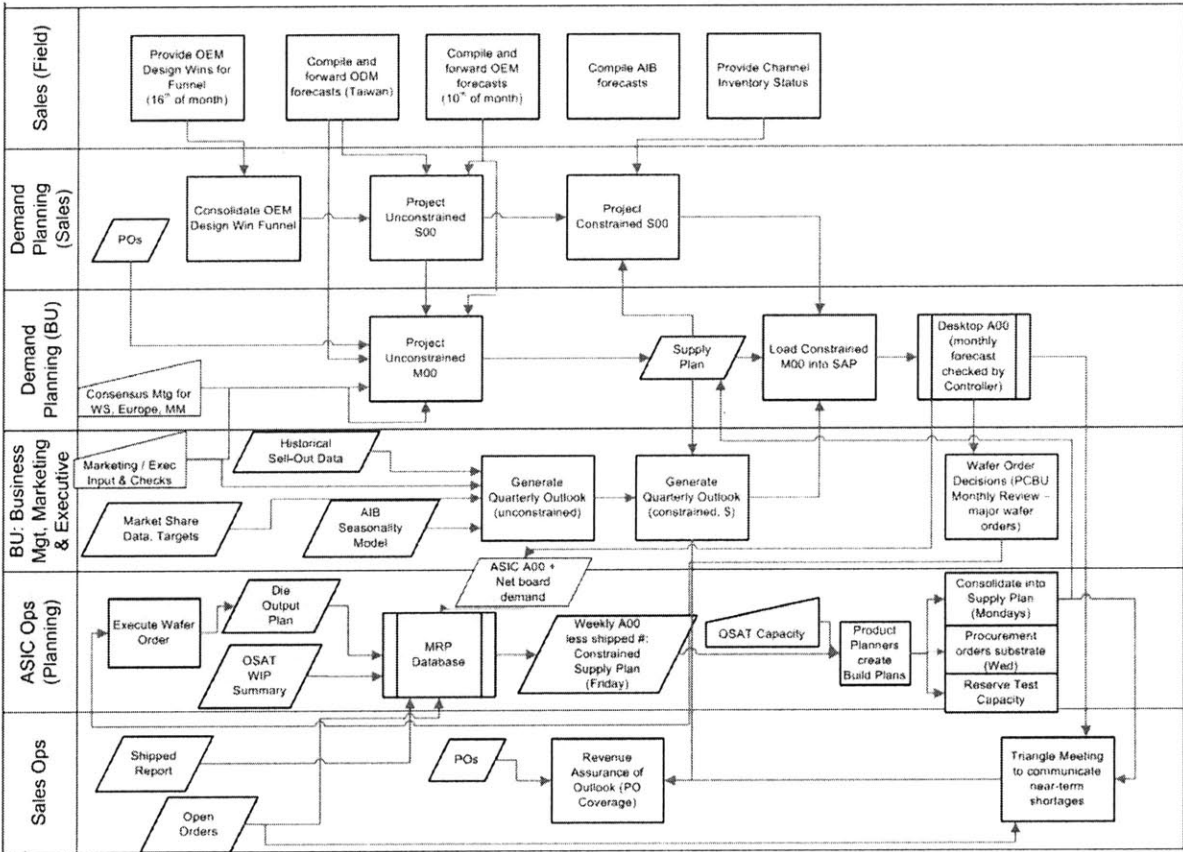 Sales (Field)
Provide OEM
Design Wins for
Funnel
(16th of month)
Compile and
forward ODM
forecasts (Taiwan)
Compile and
forward OEM
forecasts
(10th of month)
Compile AIB
forecasts
Provide Channel
Inventory Status
Demand
Planning
(Sales)
POs
Consolidate OEM
Design Win Funnel
Project
Unconstrained
S00
Project
Constrained S00
Demand
Planning (BU)
Consensus Mtg for
WS, Europe, MM
Project
Unconstrained
M00
Supply
Plan
Load Constrained
M00 into SAP
Desktop A00
(monthly
forecast
checked by
Controller)
BU: Business
Mgt. Marketing
& Executive
Marketing / Exec
Input & Checks
Historical
Sell-Out Data
Market Share
Data, Targets
AIB
Seasonality
Model
Generate
Quarterly Outlook
(unconstrained)
Generate
Quarterly Outlook
(constrained, $)
Wafer Order
Decisions (PCBU
Monthly Review –
major wafer
orders)
ASIC Ops
(Planning)
Execute Wafer
Order
Die
Output
Plan
OSAT
WIP
Summary
MRP
Database
ASIC A00 +
Net board
demand
Weekly A00
less shipped #:
Constrained
Supply Plan
(Friday)
OSAT Capacity
Product
Planners
create
Build Plans
Consolidate into
Supply Plan
(Mondays)
Procurement
orders substrate
(Wed)
Reserve Test
Capacity
Sales Ops
Shipped
Report
Open
Orders
POs
Revenue
Assurance of
Outlook (PO
Coverage)
Triangle Meeting
to communicate
near-term
shortages